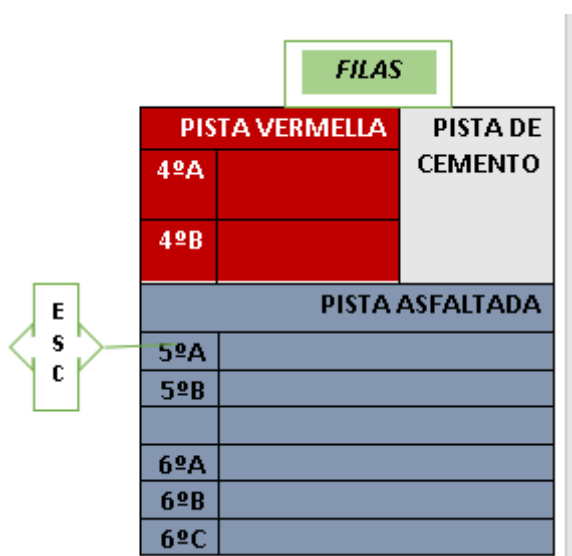 FILAS
PISTA VERMELLA
PISTA DE
CEMENTO
4ºA
4ºB
PISTA ASFALTADA
E
S
C
5ºA
5ºB
6ºA
6ºB
6ºC